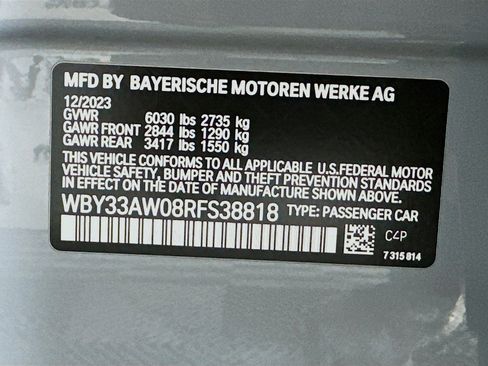 MFD BY BAYERISCHE MOTOREN WERKE AG
12/2023
GVWR 6030 lbs 2735 kg
GAWR FRONT 2844 lbs 1290 kg
GAWR REAR 3417 lbs 1550 kg
THIS VEHICLE CONFORMS TO ALL APPLICABLE U.S.FEDERAL MOTOR
VEHICLE SAFETY, BUMPER AND THEFT PREVENTION STANDARDS
IN EFFECT ON THE DATE OF MANUFACTURE SHOWN ABOVE.
WBY33AW08RFS38818 TYPE: PASSENGER CAR
C4P
7315814